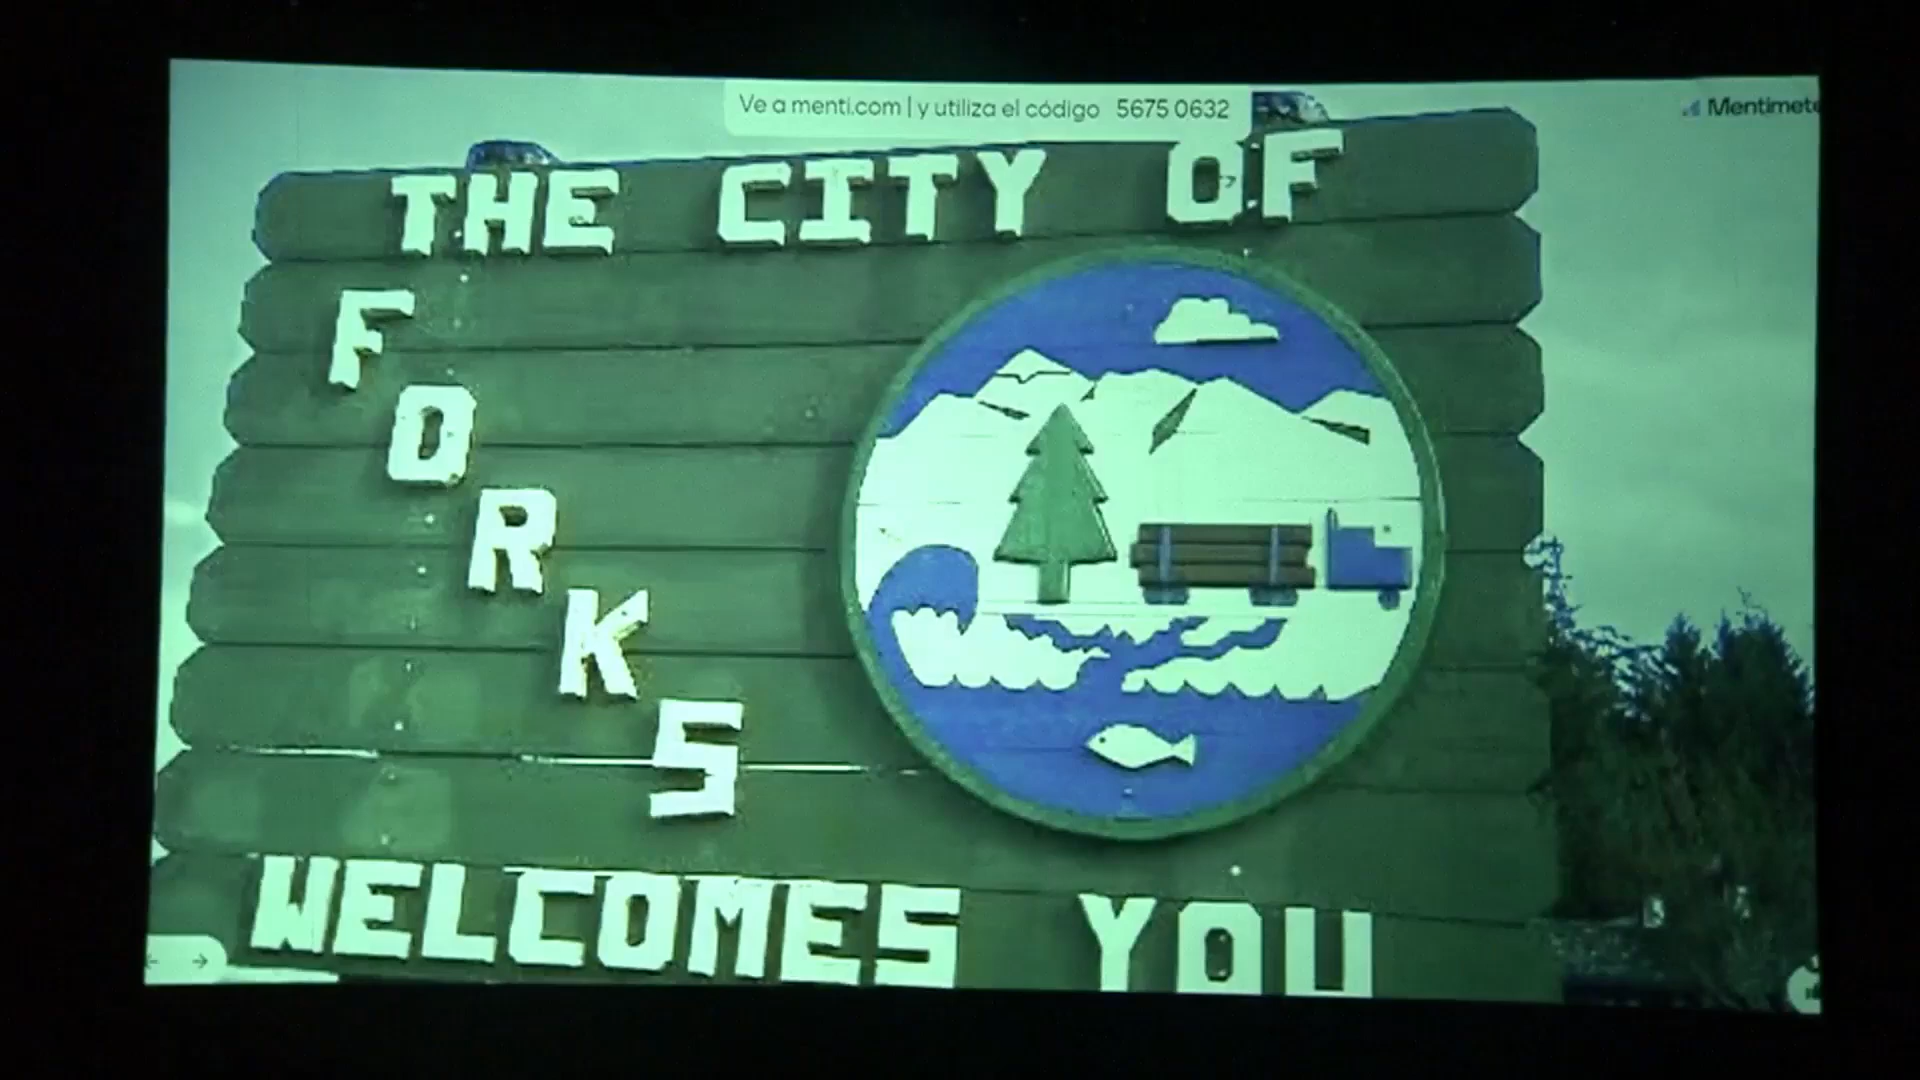 Ve a menti.com | y utiliza el código 5675 0632
THE CITY OF
FORKS
WELCOMES YOU